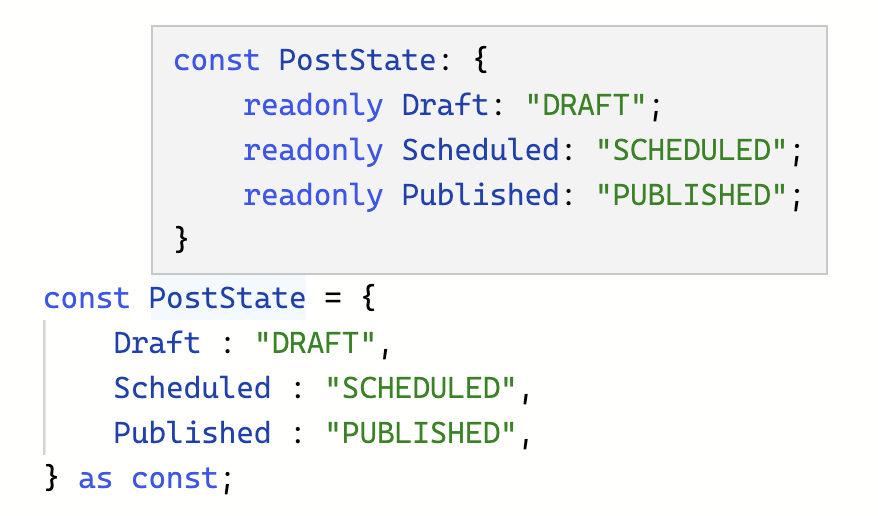 const PostState: {
    readonly Draft: "DRAFT";
    readonly Scheduled: "SCHEDULED";
    readonly Published: "PUBLISHED";
}
const PostState = {
    Draft : "DRAFT",
    Scheduled : "SCHEDULED",
    Published : "PUBLISHED",
} as const;